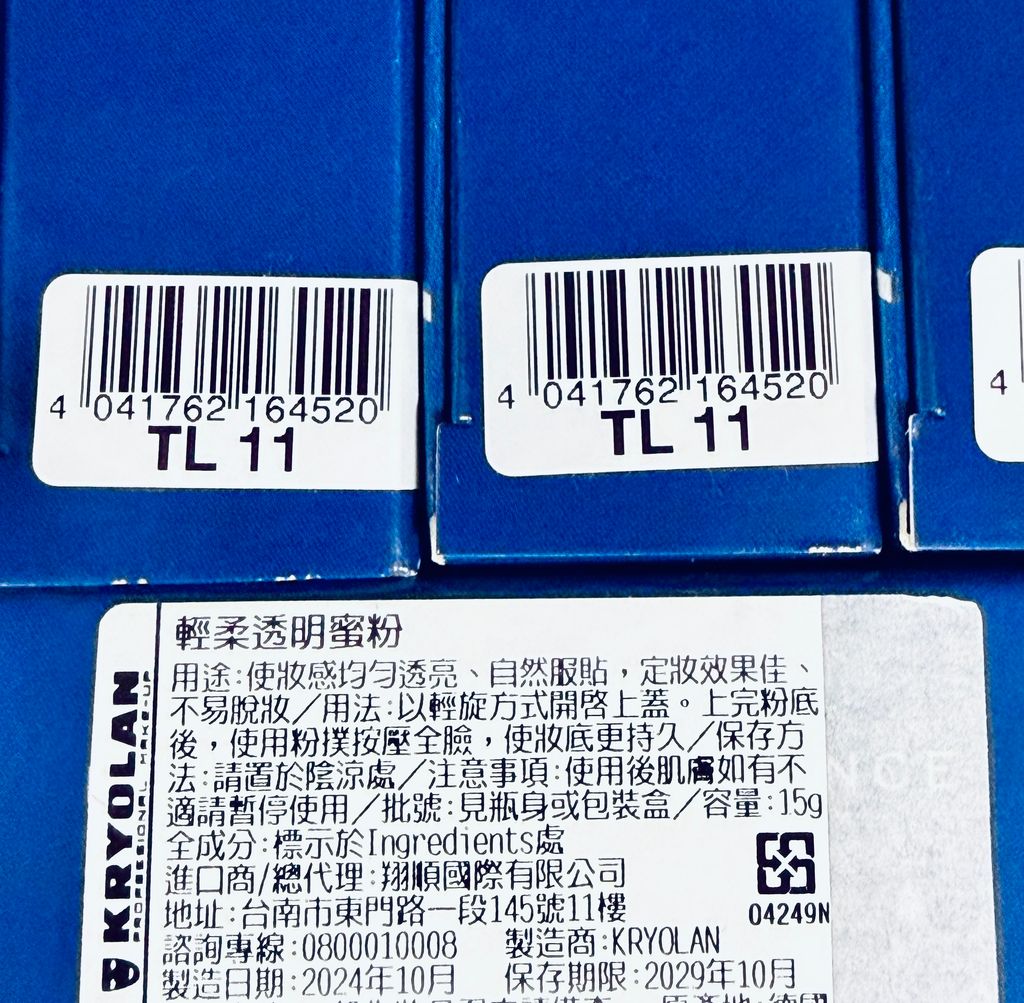 4 041762 164520
TL 11
4 041762 164520
TL 11
4
KRYOLAN
PROFESSIONAL MAKE-UP
輕柔透明蜜粉
用途:使妝感均勻透亮、自然服貼，定妝效果佳、
不易脫妝／用法:以輕旋方式開啓上蓋。上完粉底
後，使用粉撲按壓全臉，使妝底更持久／保存方
法:請置於陰涼處／注意事項:使用後肌膚如有不
適請暫停使用／批號:見瓶身或包裝盒／容量:15g
全成分:標示於Ingredients處
進口商/總代理:翔順國際有限公司
地址:台南市東門路一段145號11樓
04249N
諮詢專線:0800010008 製造商:KRYOLAN
製造日期:2024年10月 保存期限:2029年10月
原產地:德國